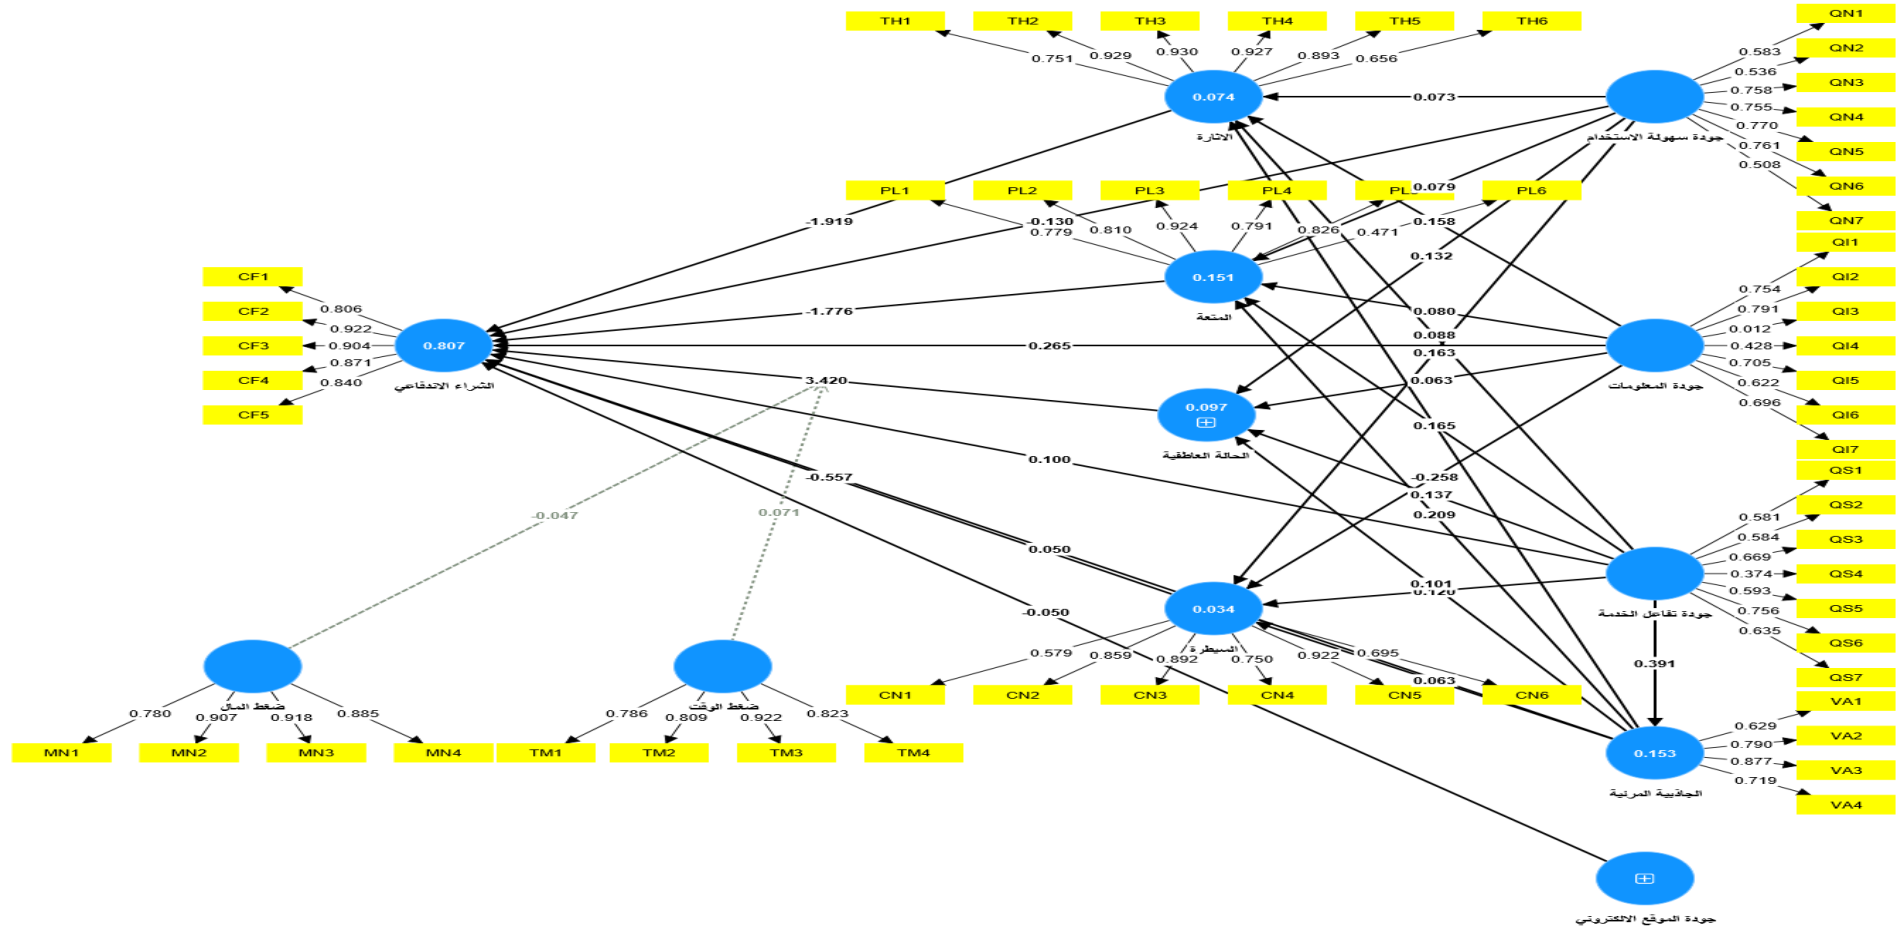 TH1 TH2 TH3 TH4 TH5 TH6
0.751 0.929 0.930 0.927 0.893 0.656
0.074
الاثارة
QN1
QN2
QN3
QN4
QN5
QN6
QN7
0.583
0.536
0.758
0.755
0.770
0.761
0.508
جودة سهولة الاستخدام
0.073
PL1 PL2 PL3 PL4 PL6
0.779 0.810 0.924 0.791 0.826 0.471
0.151
المتعة
-1.919
-0.130
-1.776
0.079
0.158
0.132
0.080
0.088
0.163
0.063
0.265
QI1
QI2
QI3
QI4
QI5
QI6
QI7
0.754
0.791
0.012
0.428
0.705
0.622
0.696
جودة المعلومات
CF1
CF2
CF3
CF4
CF5
0.806
0.922
0.904
0.871
0.840
0.807
الشراء الاندفاعي
3.420
0.097
الحالة العاطفية
0.165
0.100
-0.557
-0.258
0.137
0.209
-0.047
0.071
0.050
0.101
0.120
-0.050
QS1
QS2
QS3
QS4
QS5
QS6
QS7
0.581
0.584
0.669
0.374
0.593
0.756
0.635
جودة تفاعل الخدمة
0.391
0.034
السيطرة
0.579 0.859 0.892 0.750 0.922 0.695
0.063
CN1 CN2 CN3 CN4 CN5 CN6
ضغط المال
0.780 0.907 0.918 0.885
MN1 MN2 MN3 MN4
ضغط الوقت
0.786 0.809 0.922 0.823
TM1 TM2 TM3 TM4
VA1
VA2
VA3
VA4
0.629
0.790
0.877
0.719
0.153
الجاذبية المرئية
جودة الموقع الالكتروني